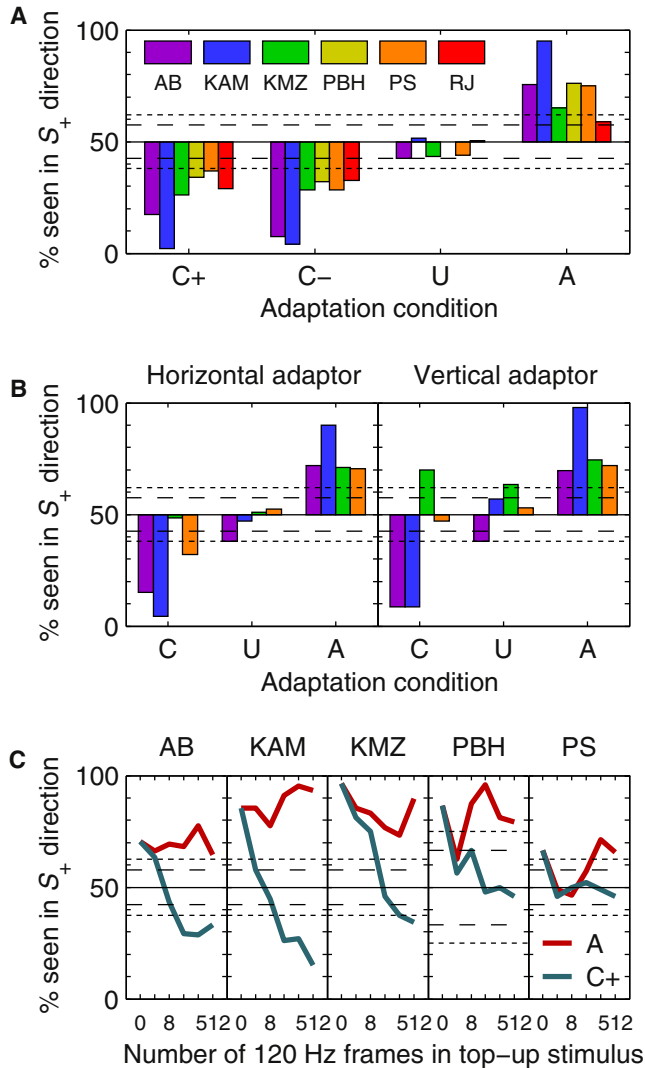 A
% seen in S+ direction
100
50
0
AB KAM KMZ PBH PS RJ
C+ C− U A
Adaptation condition
B
Horizontal adaptor Vertical adaptor
% seen in S+ direction
100
50
0
C U A C U A
Adaptation condition
C
AB KAM KMZ PBH PS
% seen in S+ direction
100
50
0
A
C+
0 8 512 0 8 512 0 8 512 0 8 512 0 8 512
Number of 120 Hz frames in top−up stimulus